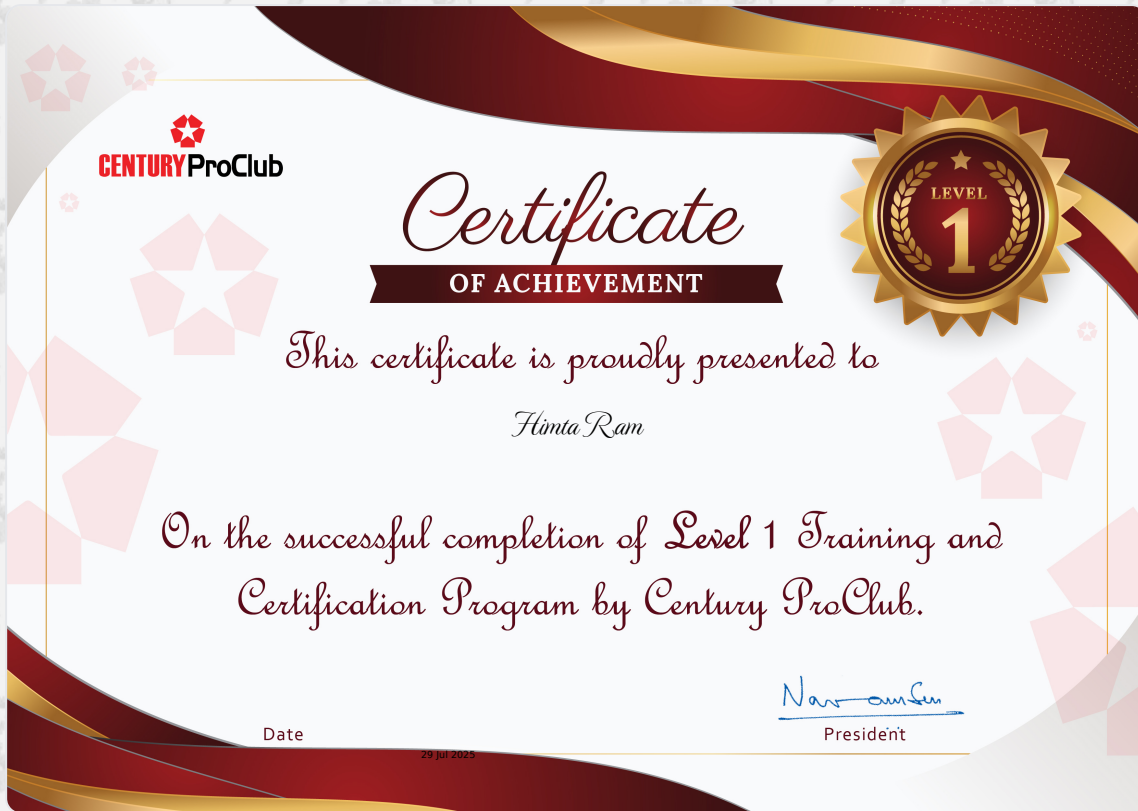 CENTURY ProClub
LEVEL
1
Certificate
OF ACHIEVEMENT
This certificate is proudly presented to
Himta Ram
On the successful completion of Level 1 Training and
Certification Program by Century ProClub.
Date
29 Jul 2025
President